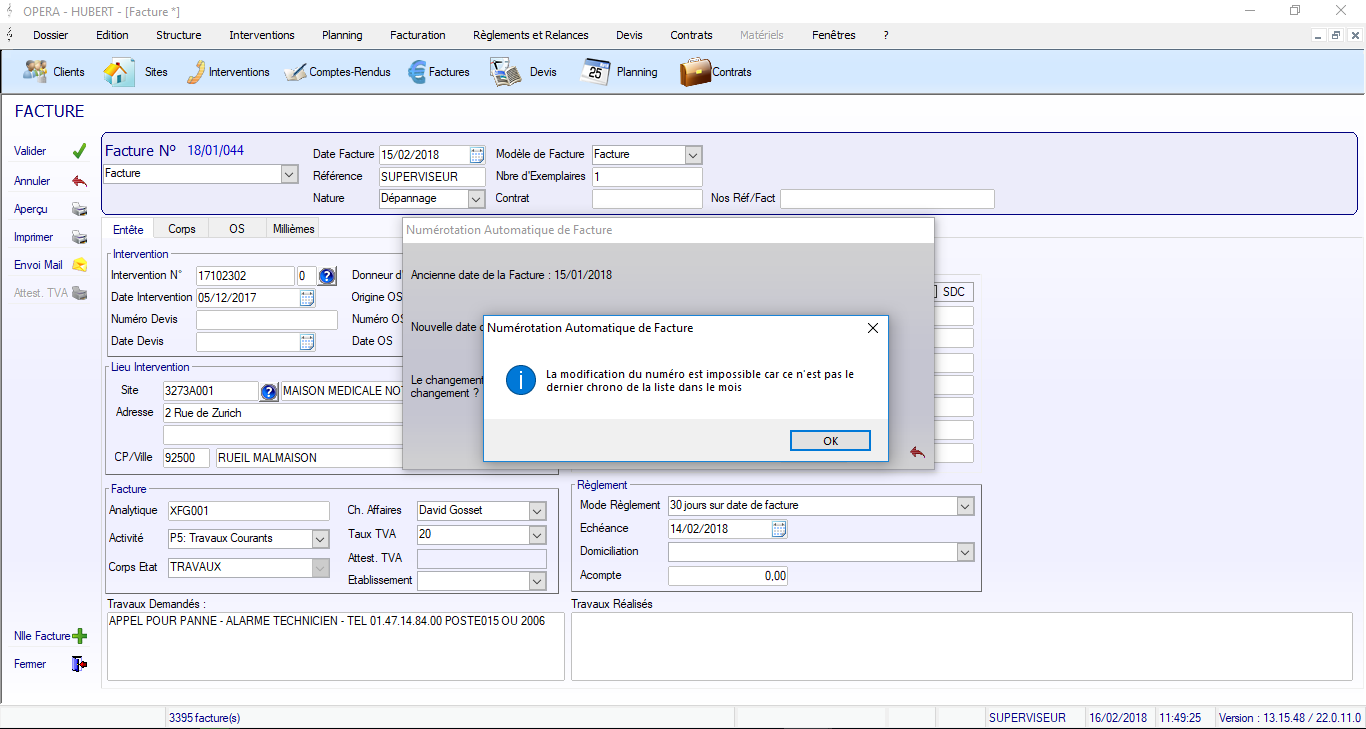 OPERA - HUBERT - [Facture *]
Dossier Edition Structure Interventions Planning Facturation Règlements et Relances Devis Contrats Matériels Fenêtres ?
Clients Sites Interventions Comptes-Rendus Factures Devis 25 Planning Contrats
FACTURE
Valider
Annuler
Aperçu
Imprimer
Envoi Mail
Attest. TVA
Facture N° 18/01/044
Facture
Date Facture 15/02/2018 Modèle de Facture Facture
Référence SUPERVISEUR Nbre d'Exemplaires 1
Nature Dépannage Contrat Nos Réf/Fact
Entête Corps OS Millièmes
Numérotation Automatique de Facture
Ancienne date de la Facture : 15/01/2018
Nouvelle date
Le changement
changement ?
Numérotation Automatique de Facture
La modification du numéro est impossible car ce n'est pas le
dernier chrono de la liste dans le mois
OK
SDC
Intervention
Intervention N° 17102302 0 ? Donneur d'
Date Intervention 05/12/2017 Origine OS
Numéro Devis Numéro OS
Date Devis Date OS
Lieu Intervention
Site 3273A001 ? MAISON MEDICALE NOT
Adresse 2 Rue de Zurich
CP/Ville 92500 RUEIL MALMAISON
Facture
Analytique XFG001 Ch. Affaires David Gosset
Activité P5: Travaux Courants Taux TVA 20
Attest. TVA
Corps Etat TRAVAUX Etablissement
Règlement
Mode Règlement 30 jours sur date de facture
Echéance 14/02/2018
Domiciliation
Acompte 0,00
Travaux Demandés :
APPEL POUR PANNE - ALARME TECHNICIEN - TEL 01.47.14.84.00 POSTE015 OU 2006
Travaux Réalisés
Nlle Facture
Fermer
3395 facture(s) SUPERVISEUR 16/02/2018 11:49:25 Version : 13.15.48 / 22.0.11.0